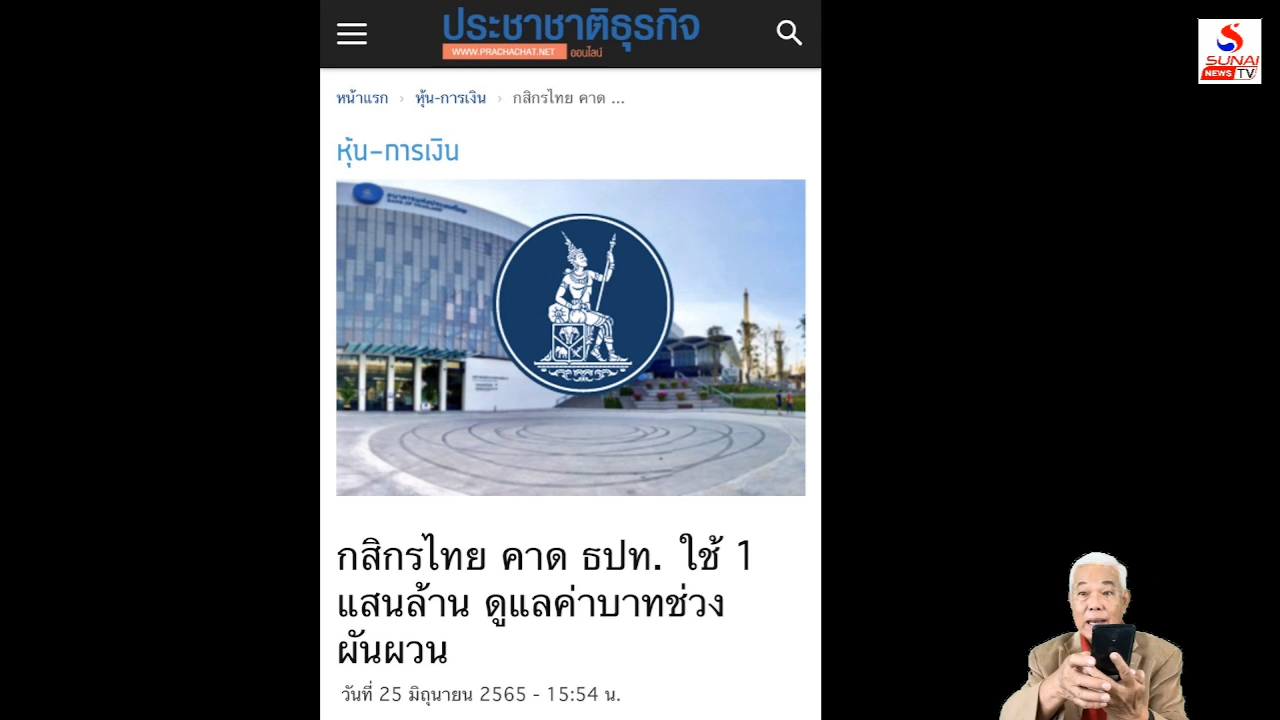 ประชาชาติธุรกิจ
WWW.PRACHACHAT.NET ออนไลน์
SUNAI
NEWS TV
หน้าแรก › หุ้น-การเงิน › กสิกรไทย คาด ...
หุ้น-การเงิน
กสิกรไทย คาด ธปท. ใช้ 1
แสนล้าน ดูแลค่าบาทช่วง
ผันผวน
วันที่ 25 มิถุนายน 2565 - 15:54 น.